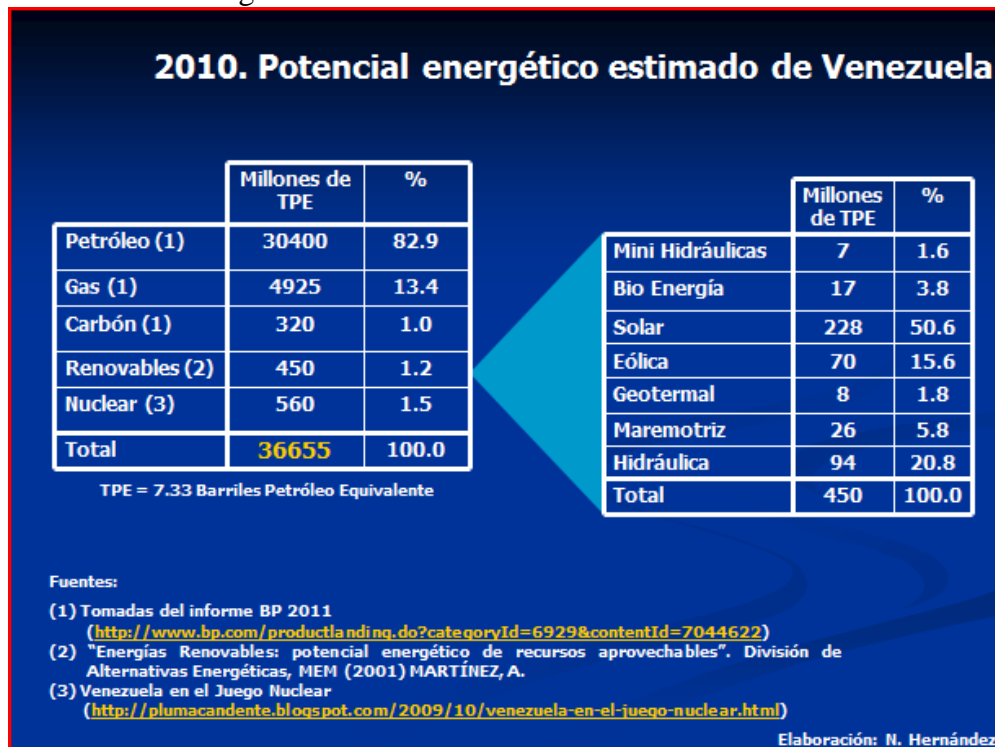 2010. Potencial energético estimado de Venezuela
Millones de TPE %
Petróleo (1) 30400 82.9
Gas (1) 4925 13.4
Carbón (1) 320 1.0
Renovables (2) 450 1.2
Nuclear (3) 560 1.5
Total 36655 100.0
TPE = 7.33 Barriles Petróleo Equivalente
Millones de TPE %
Mini Hidráulicas 7 1.6
Bio Energía 17 3.8
Solar 228 50.6
Eólica 70 15.6
Geotermal 8 1.8
Maremotriz 26 5.8
Hidráulica 94 20.8
Total 450 100.0
Fuentes:
(1) Tomadas del informe BP 2011
(http://www.bp.com/productlanding.do?categoryId=6929&contentId=7044622)
(2) "Energías Renovables: potencial energético de recursos aprovechables". División de
Alternativas Energéticas, MEM (2001) MARTÍNEZ, A.
(3) Venezuela en el Juego Nuclear
(http://plumacandente.blogspot.com/2009/10/venezuela-en-el-juego-nuclear.html)
Elaboración: N. Hernández